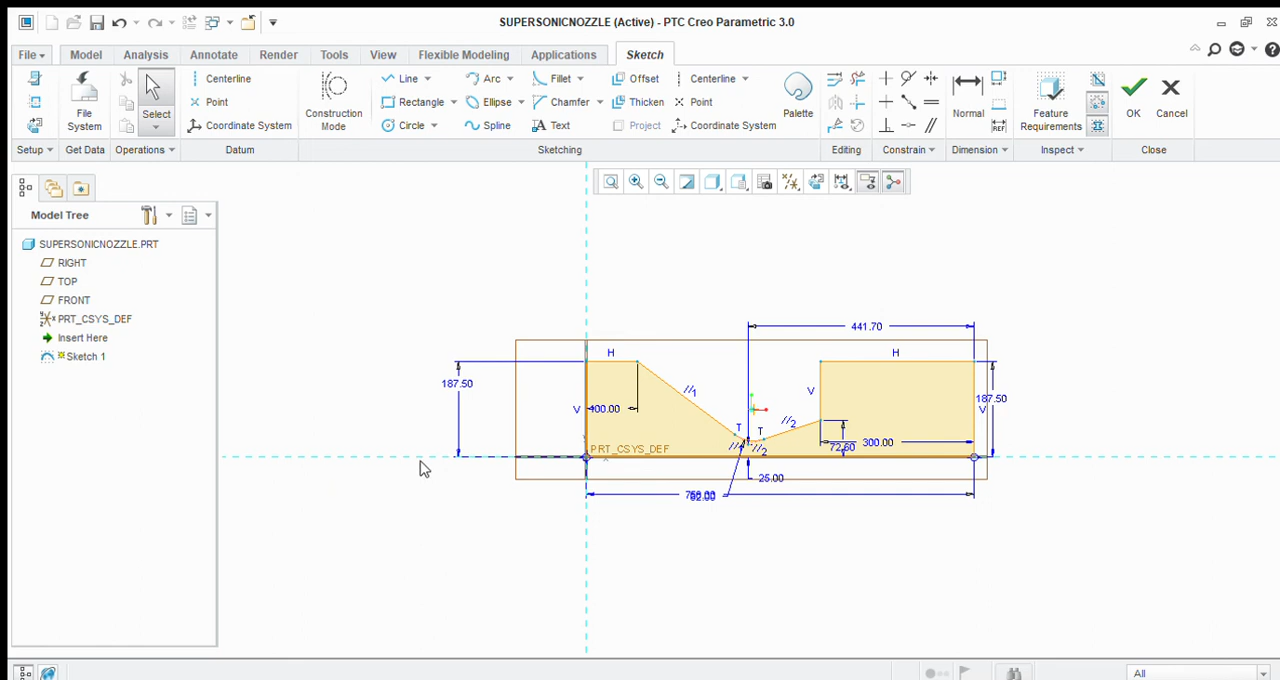 SUPERSONICNOZZLE (Active) - PTC Creo Parametric 3.0
File Model Analysis Annotate Render Tools View Flexible Modeling Applications Sketch
Centerline Line Arc Fillet Offset Centerline
Point Rectangle Ellipse Chamfer Thicken Point
File System Select Coordinate System Construction Mode Circle Spline Text Project Coordinate System Palette Normal Feature Requirements OK Cancel
Setup Get Data Operations Datum Sketching Editing Constrain Dimension Inspect Close
REF
Model Tree
SUPERSONICNOZZLE.PRT
RIGHT
TOP
FRONT
PRT_CSYS_DEF
Insert Here
Sketch 1
441.70
H H
187.50 //1 V 187.50
V T T //2 V
300.00
72.60
PRT_CSYS_DEF //2
25.00
All